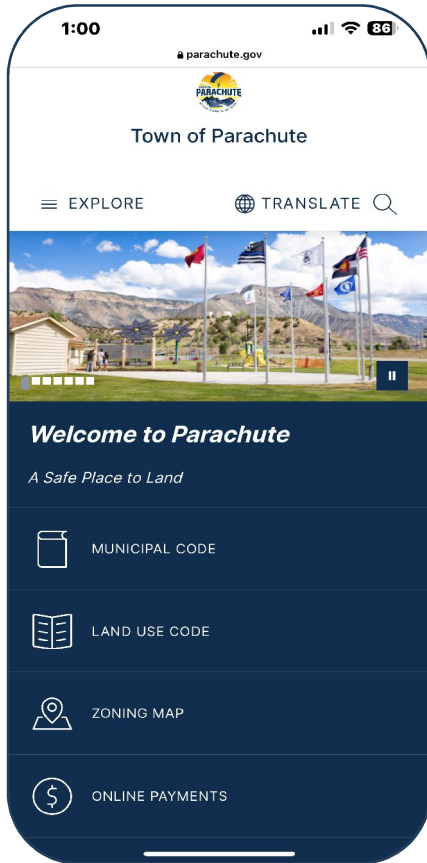 1:00
86
parachute.gov
PARACHUTE
Town of Parachute
EXPLORE
TRANSLATE
Welcome to Parachute
A Safe Place to Land
MUNICIPAL CODE
LAND USE CODE
ZONING MAP
ONLINE PAYMENTS